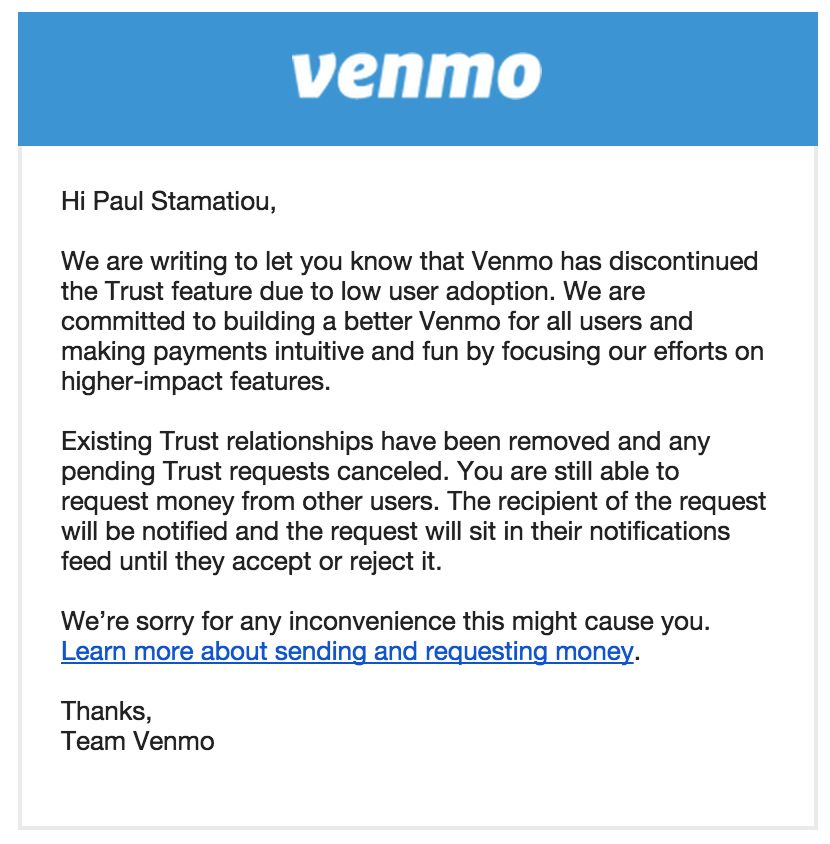 venmo
Hi Paul Stamatiou,
We are writing to let you know that Venmo has discontinued
the Trust feature due to low user adoption. We are
committed to building a better Venmo for all users and
making payments intuitive and fun by focusing our efforts on
higher-impact features.
Existing Trust relationships have been removed and any
pending Trust requests canceled. You are still able to
request money from other users. The recipient of the request
will be notified and the request will sit in their notifications
feed until they accept or reject it.
We’re sorry for any inconvenience this might cause you.
Learn more about sending and requesting money.
Thanks,
Team Venmo